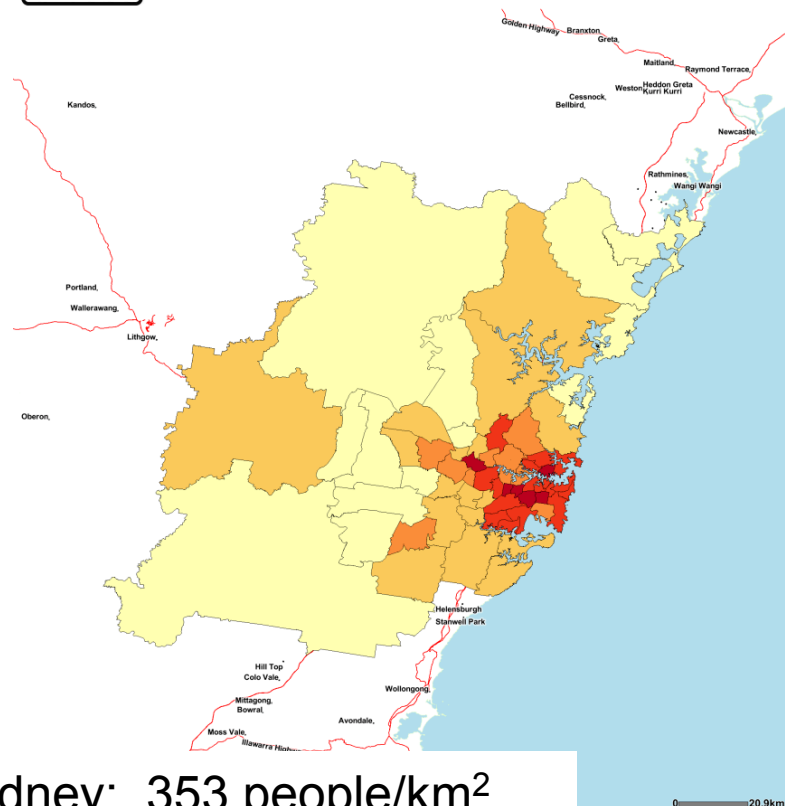 Golden Highway
Branxton,
Greta,
Maitland,
Raymond Terrace,
Heddon Greta
Weston,
Kurri Kurri
Cessnock,
Bellbird,
Kandos,
Newcastle,
Rathmines,
Wangi Wangi
Portland,
Wallerawang,
Lithgow,
Oberon,
Helensburgh
Stanwell Park
Hill Top
Colo Vale,
Wollongong,
Mittagong,
Bowral,
Avondale,
Moss Vale,
Illawarra
dney: 353 people/km²
0 20.9km